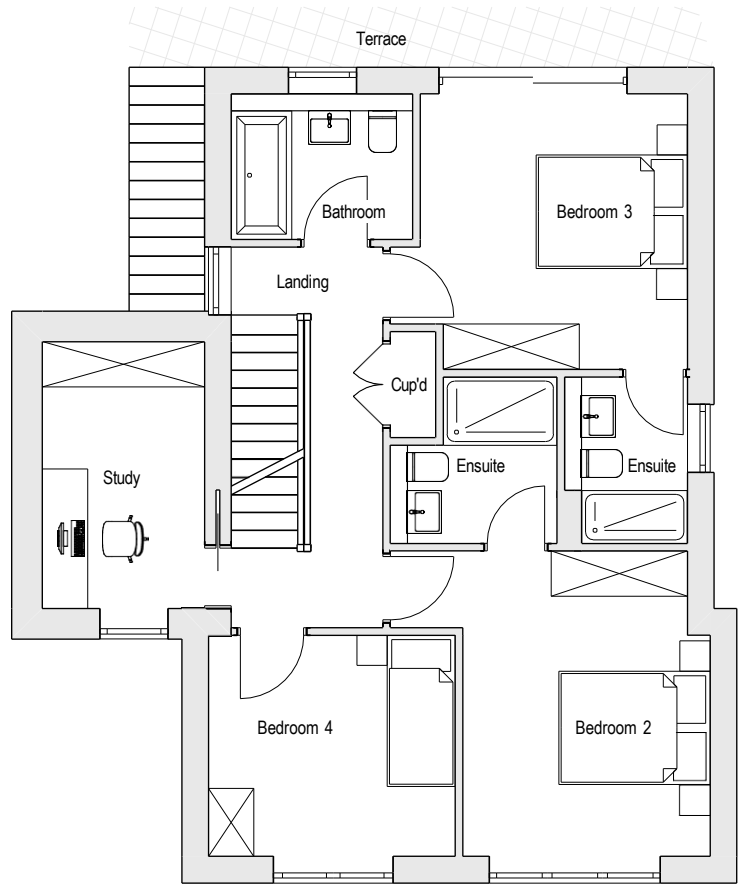 Terrace
Bathroom
Bedroom 3
Landing
Cup'd
Study
Ensuite
Ensuite
Bedroom 4
Bedroom 2